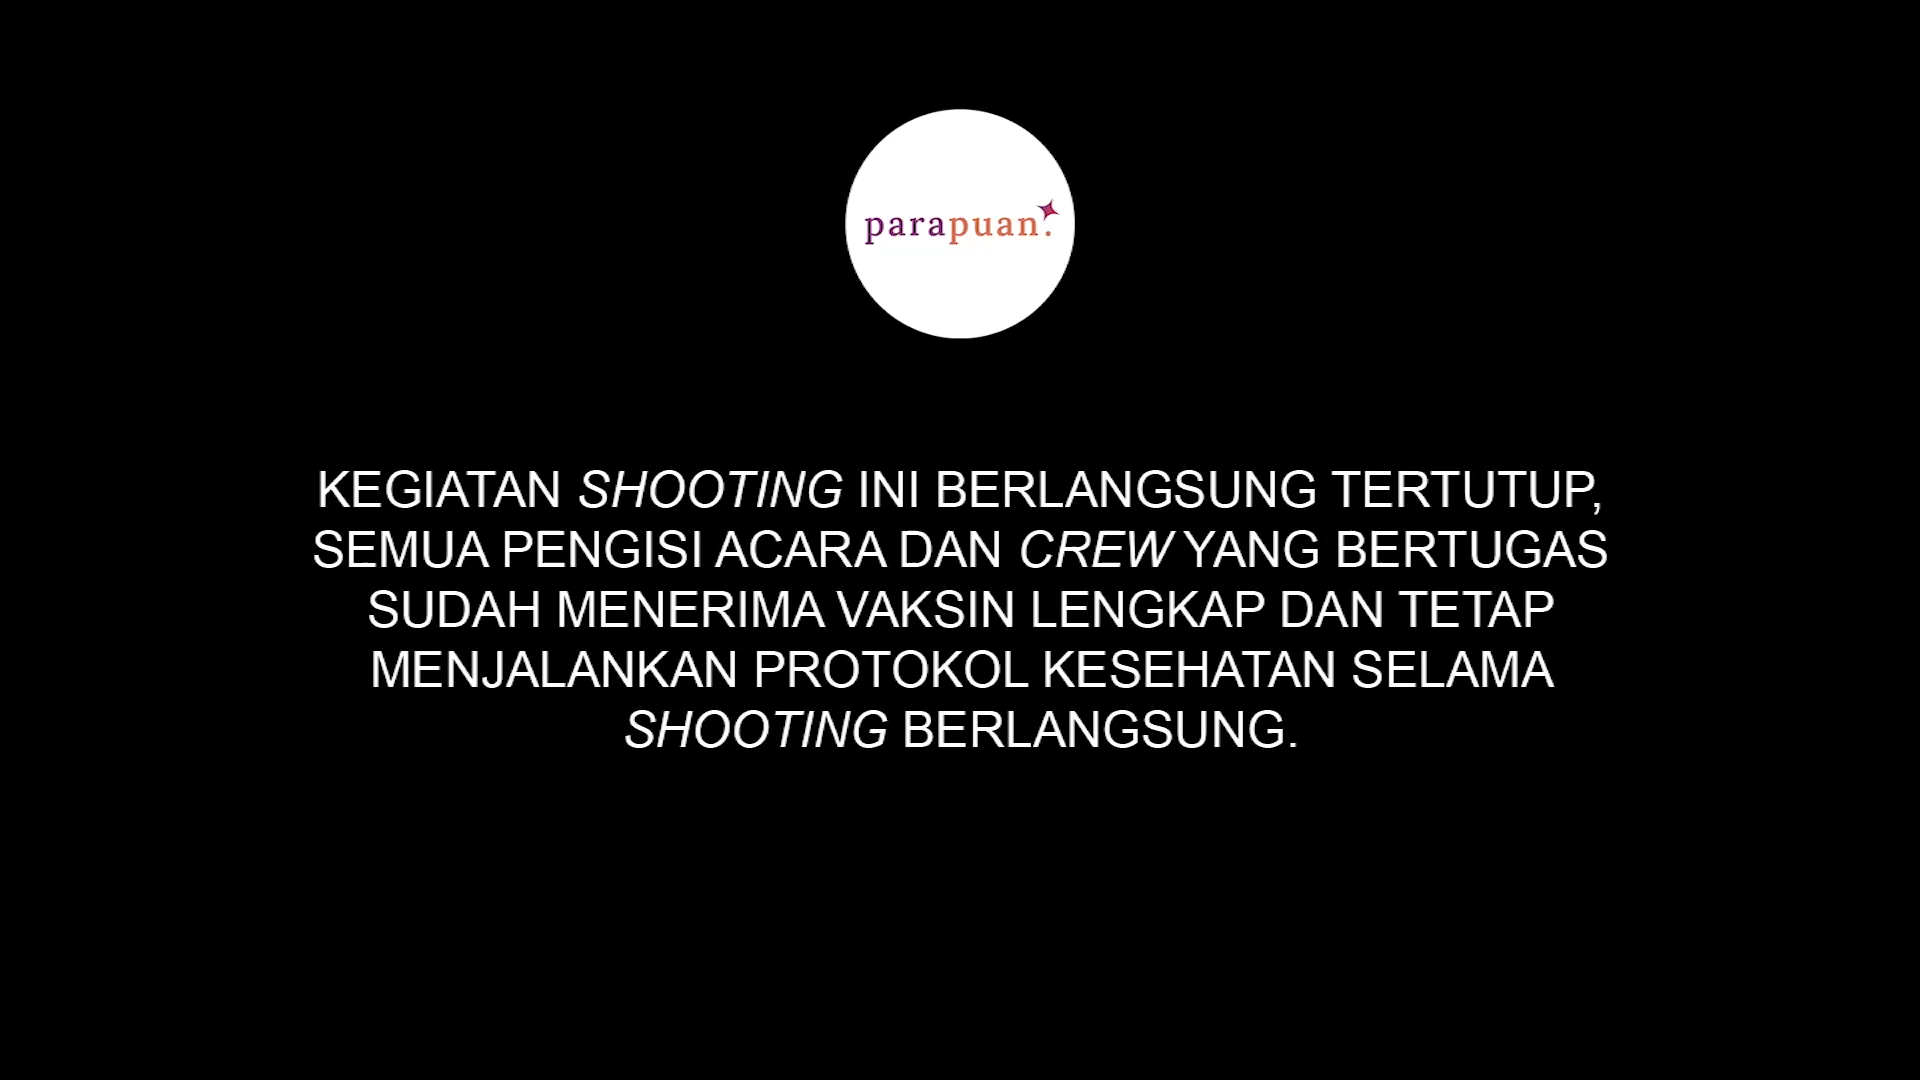 parapuan.
KEGIATAN SHOOTING INI BERLANGSUNG TERTUTUP,
SEMUA PENGISI ACARA DAN CREW YANG BERTUGAS
SUDAH MENERIMA VAKSIN LENGKAP DAN TETAP
MENJALANKAN PROTOKOL KESEHATAN SELAMA
SHOOTING BERLANGSUNG.